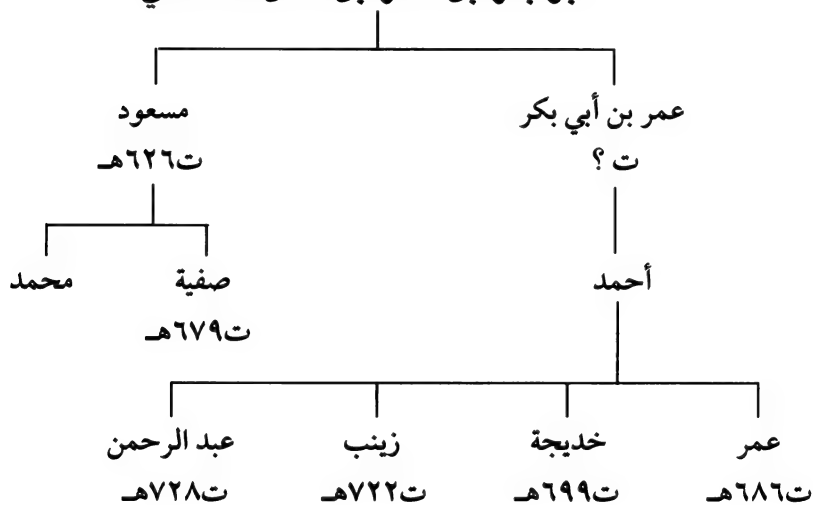 عمر بن أبي بكر
ت ؟
مسعود
ت٦٢٦هـ
أحمد
صفية
ت٦٧٩هـ
محمد
عمر
ت٦٨٦هـ
خديجة
ت٦٩٩هـ
زينب
ت٧٢٢هـ
عبد الرحمن
ت٧٢٨هـ